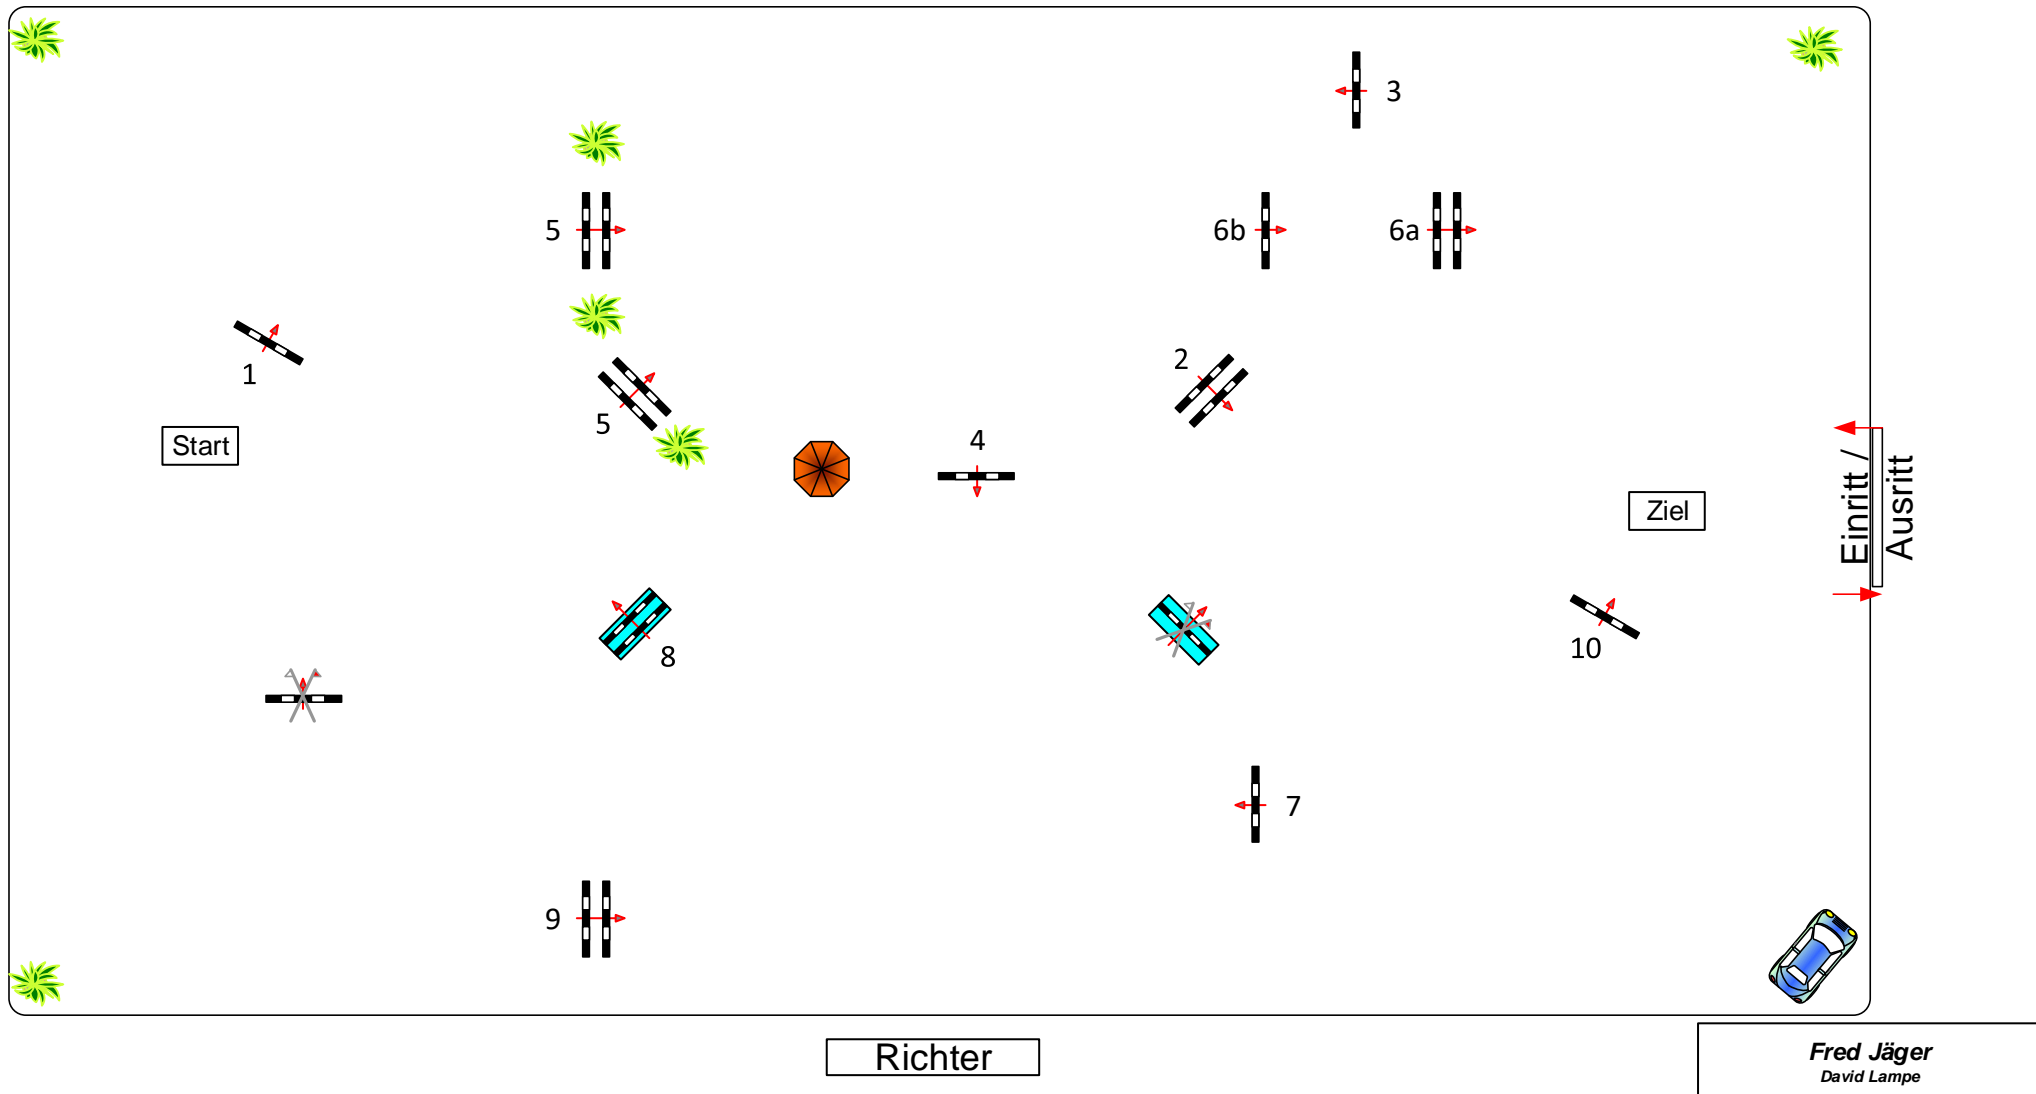 3
5
6b
6a
1
2
5
Start
4
Einritt /
Ausritt
Ziel
8
10
7
9
Richter
Fred Jäger
David Lampe